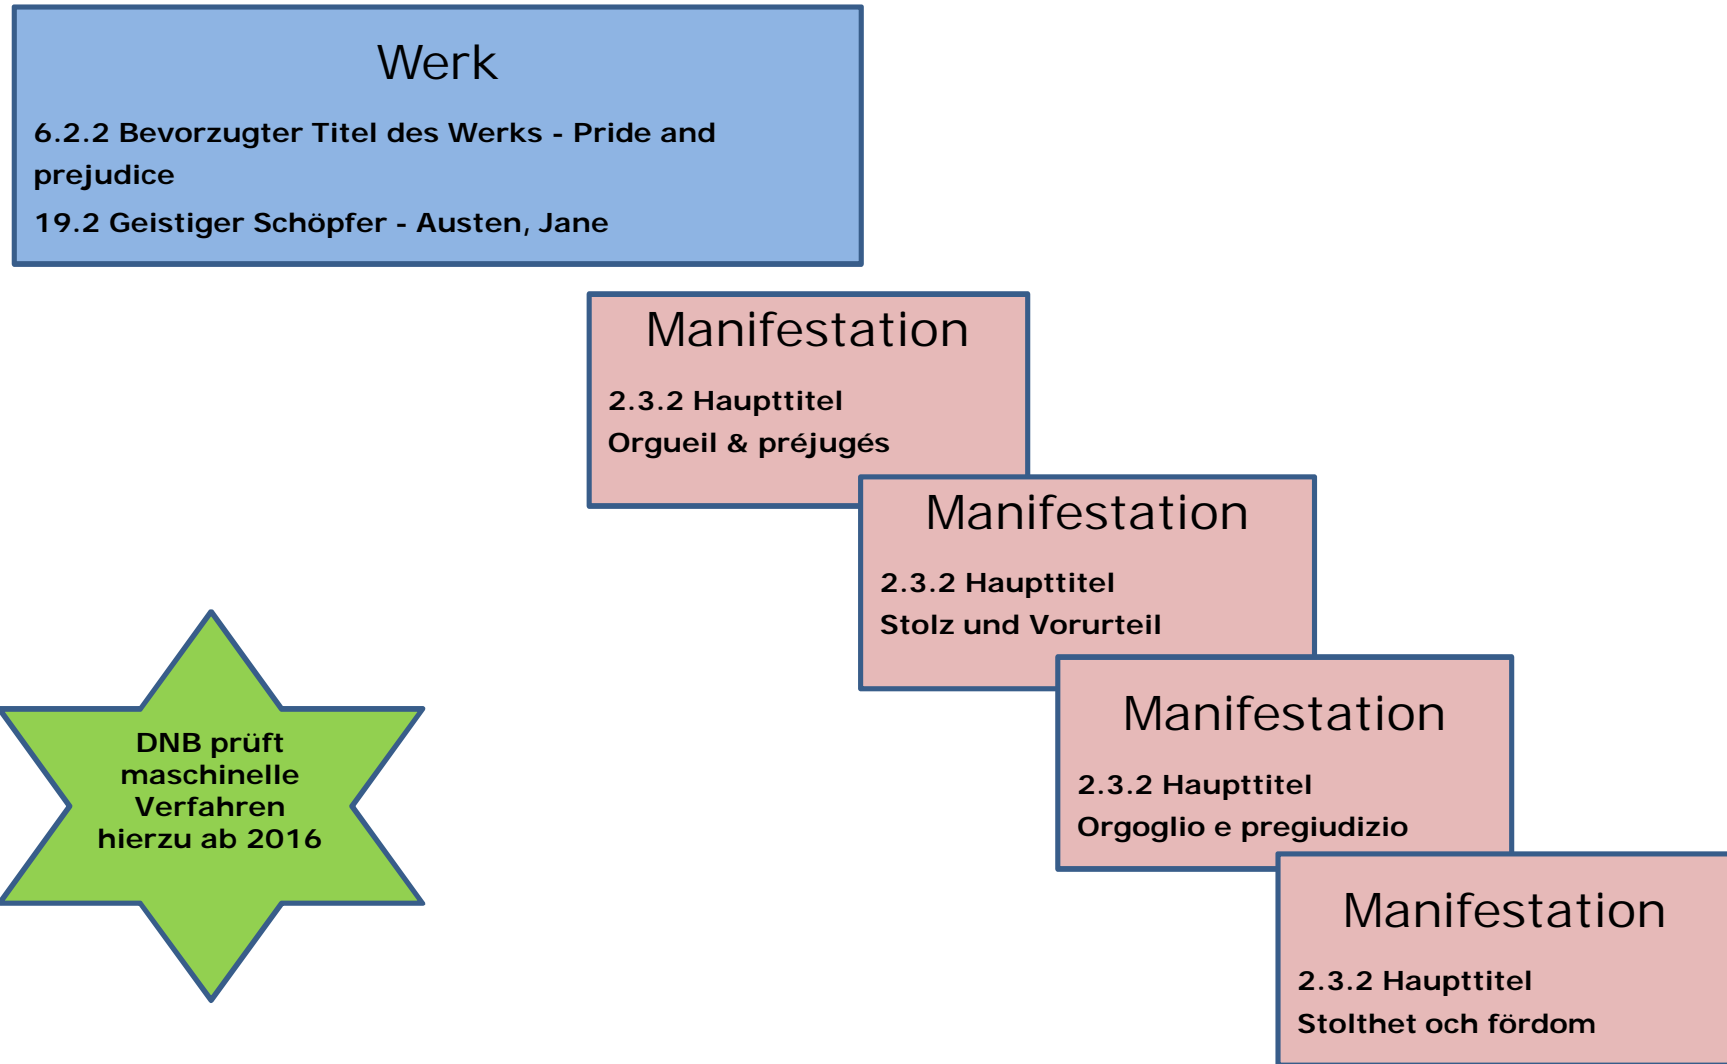 Werk
6.2.2 Bevorzugter Titel des Werks - Pride and
prejudice
19.2 Geistiger Schöpfer - Austen, Jane
Manifestation
2.3.2 Haupttitel
Orgueil & préjugés
Manifestation
2.3.2 Haupttitel
Stolz und Vorurteil
Manifestation
2.3.2 Haupttitel
Orgoglio e pregiudizio
Manifestation
2.3.2 Haupttitel
Stolthet och fördom
DNB prüft
maschinelle
Verfahren
hierzu ab 2016